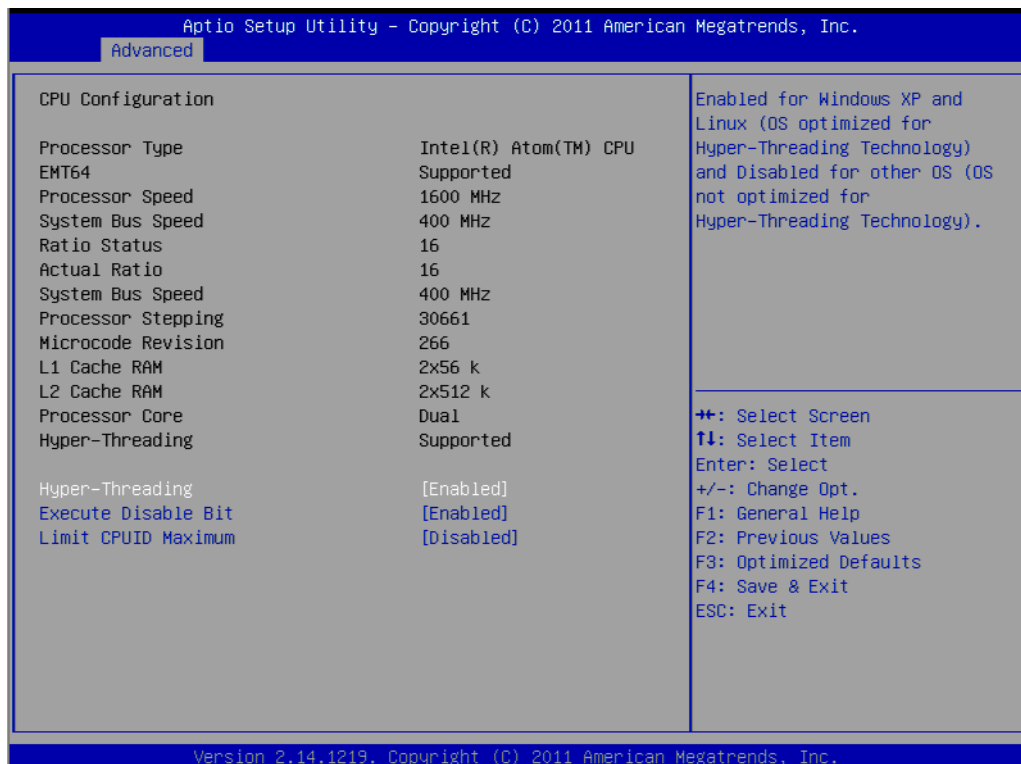 Aptio Setup Utility – Copyright (C) 2011 American Megatrends, Inc.
Advanced
CPU Configuration
Processor Type Intel(R) Atom(TM) CPU
EMT64 Supported
Processor Speed 1600 MHz
System Bus Speed 400 MHz
Ratio Status 16
Actual Ratio 16
System Bus Speed 400 MHz
Processor Stepping 30661
Microcode Revision 266
L1 Cache RAM 2x56 k
L2 Cache RAM 2x512 k
Processor Core Dual
Hyper-Threading Supported
Hyper-Threading [Enabled]
Execute Disable Bit [Enabled]
Limit CPUID Maximum [Disabled]
Enabled for Windows XP and
Linux (OS optimized for
Hyper-Threading Technology)
and Disabled for other OS (OS
not optimized for
Hyper-Threading Technology).
→←: Select Screen
↑↓: Select Item
Enter: Select
+/-: Change Opt.
F1: General Help
F2: Previous Values
F3: Optimized Defaults
F4: Save & Exit
ESC: Exit
Version 2.14.1219. Copyright (C) 2011 American Megatrends, Inc.